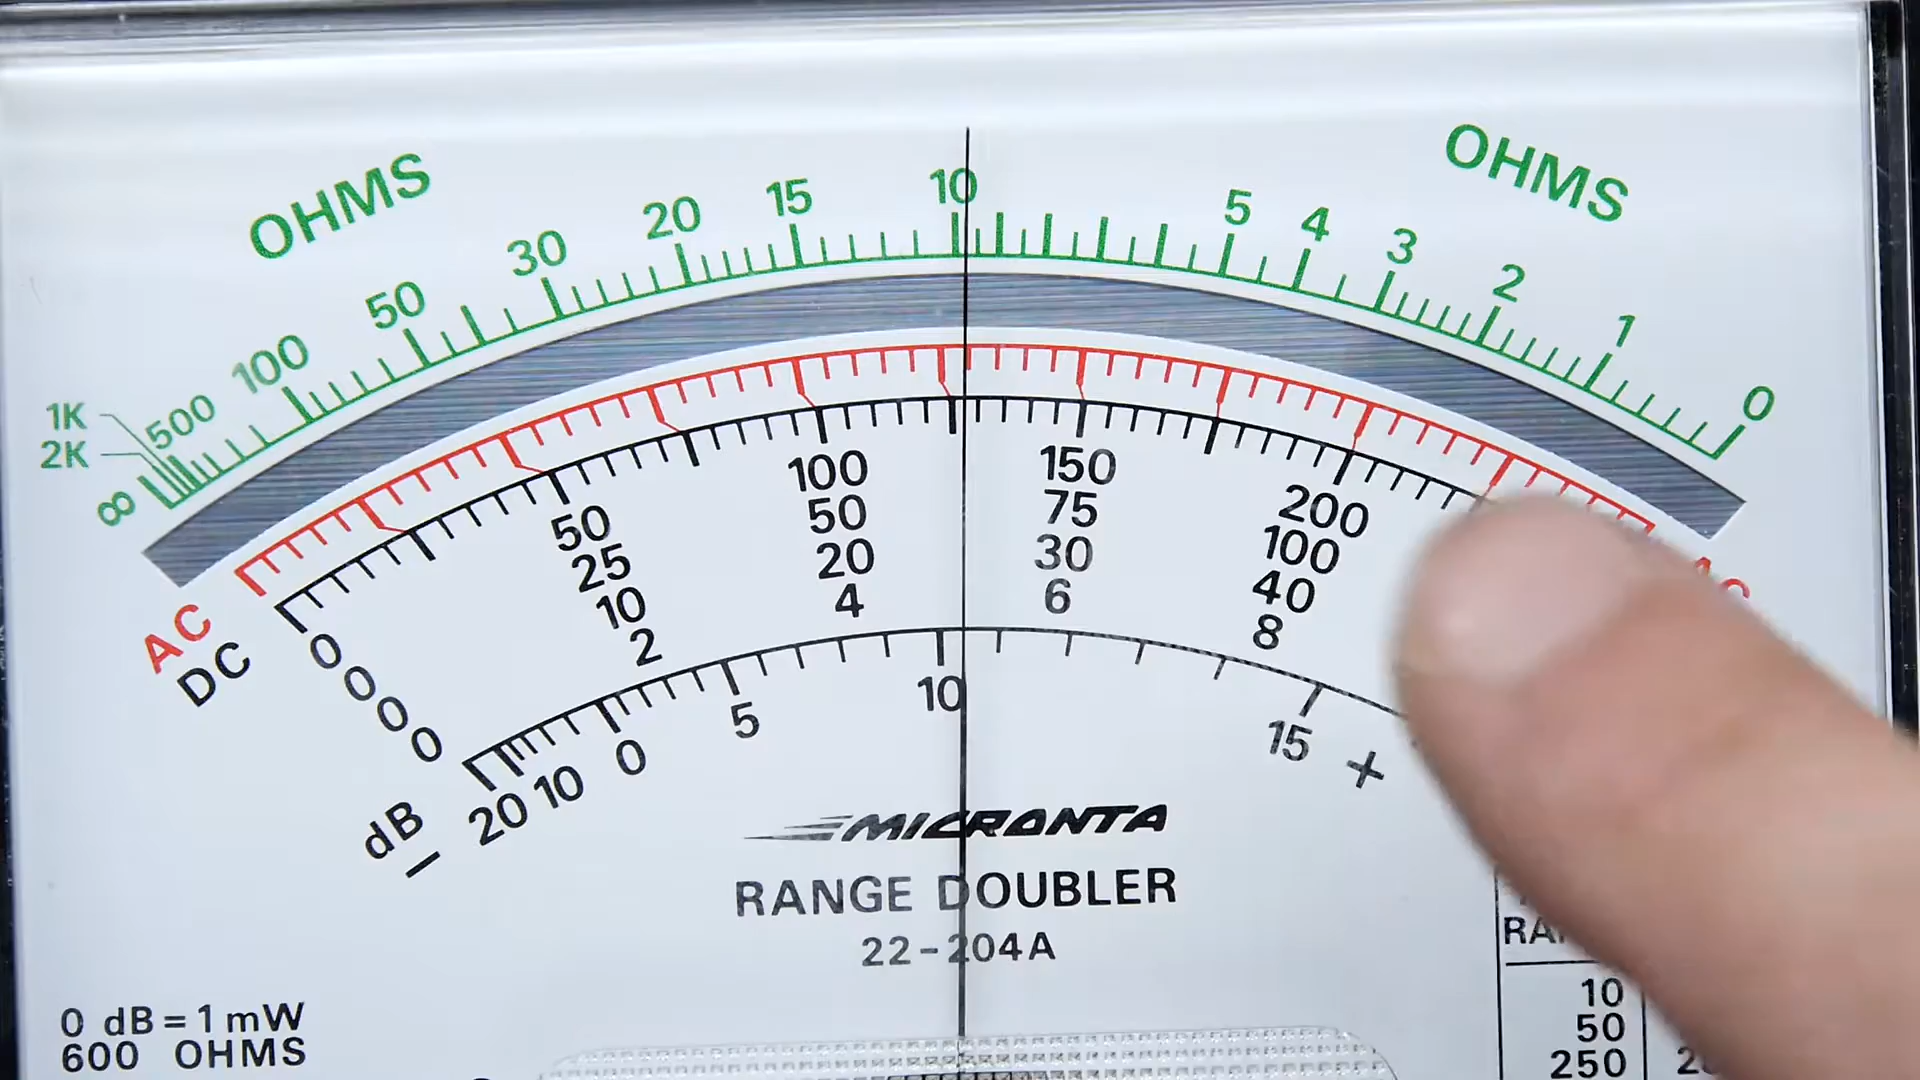 OHMS
OHMS
1K
2K
∞ 500 100 50 30 20 15 10 5 4 3 2 1 0
AC
DC
0 50 100 150 200
0 25 50 75 100
0 10 20 30 40
0 2 4 6 8
dB
− 20 10 0 5 10 15 +
MICRONTA
RANGE DOUBLER
22-204A
0 dB=1mW
600 OHMS
10
50
250